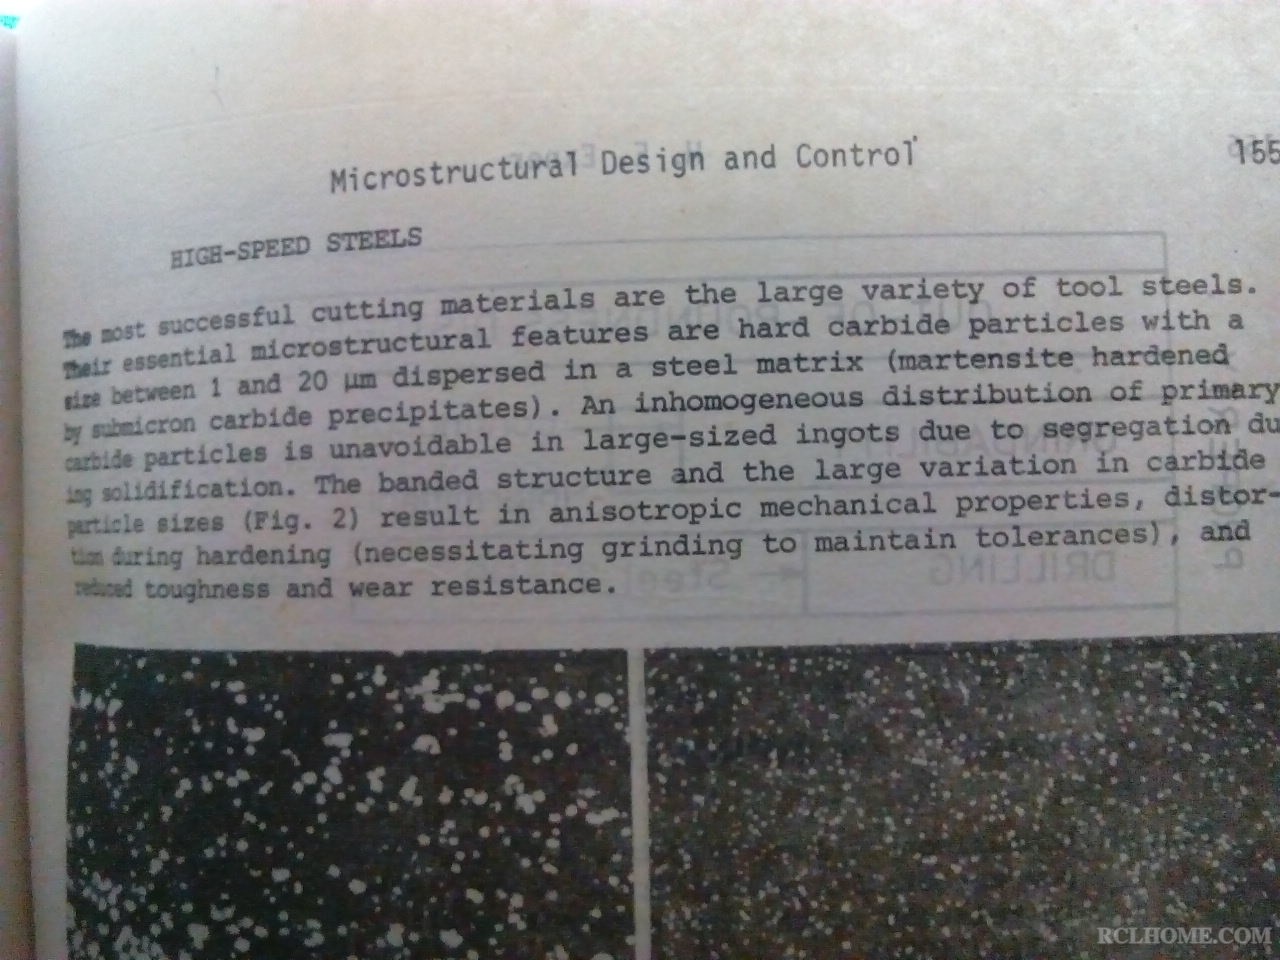 Microstructural Design and Control
155
HIGH-SPEED STEELS
The most successful cutting materials are the large variety of tool steels.
Their essential microstructural features are hard carbide particles with a
size between 1 and 20 μm dispersed in a steel matrix (martensite hardened
by submicron carbide precipitates). An inhomogeneous distribution of primary
carbide particles is unavoidable in large-sized ingots due to segregation du
ing solidification. The banded structure and the large variation in carbide
particle sizes (Fig. 2) result in anisotropic mechanical properties, distor-
tion during hardening (necessitating grinding to maintain tolerances), and
reduced toughness and wear resistance.
DRILLING
Steel
RCLHOME.COM